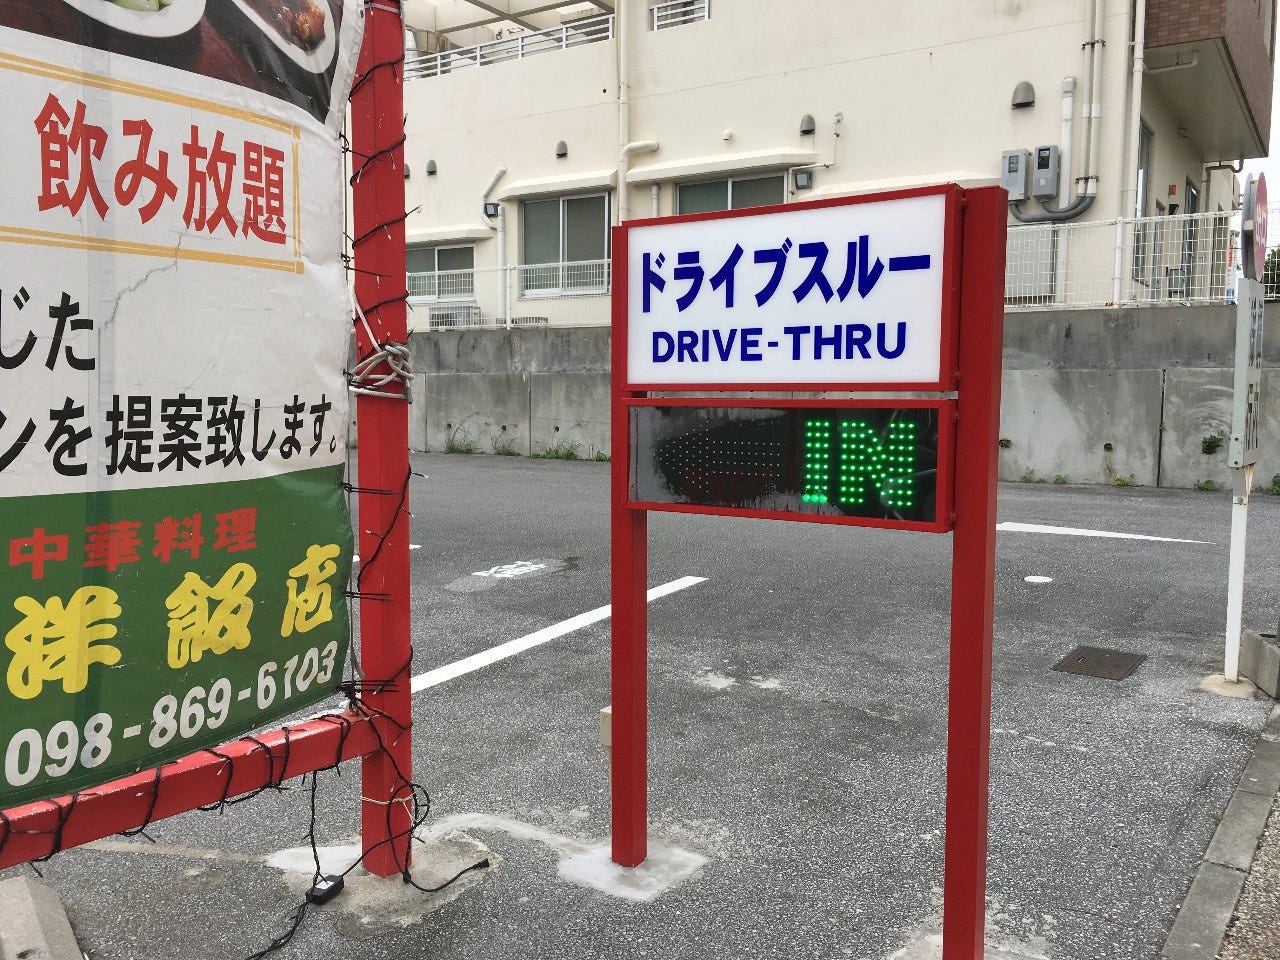 飲み放題
じた
ンを提案致します。
中華料理
洋飯店
098-869-6103
ドライブスルー
DRIVE-THRU
IN